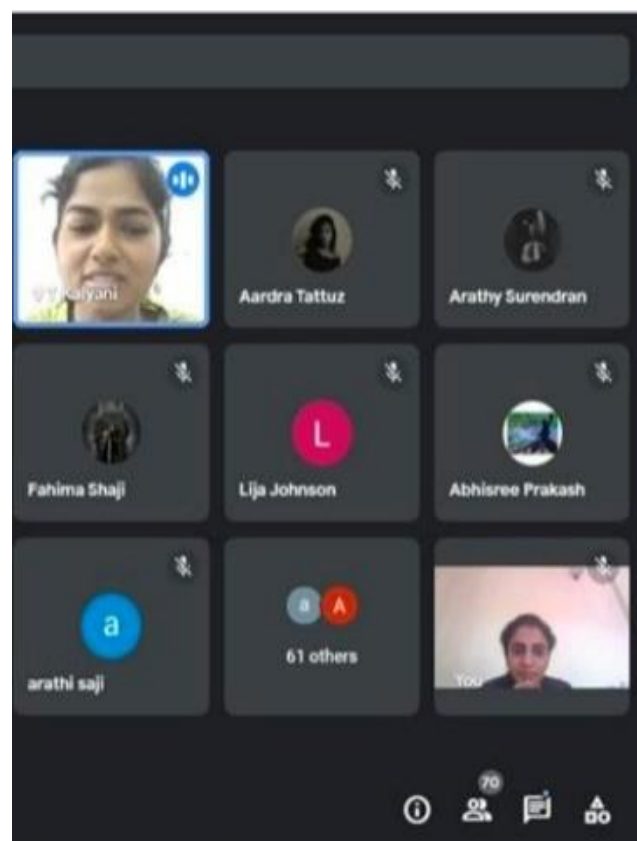 Kalyani
Aardra Tattuz
Arathy Surendran
Fahima Shaji
L
Lija Johnson
Abhisree Prakash
a
arathi saji
a A
61 others
You
70